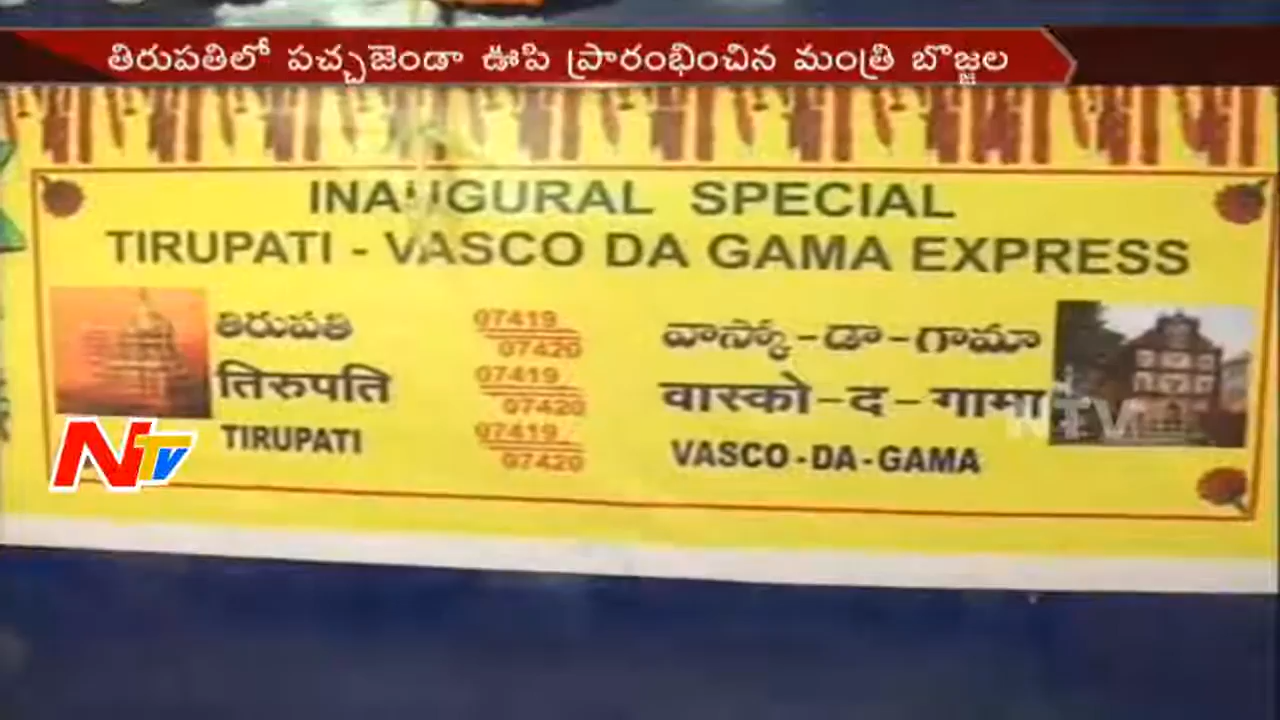 తిరుపతిలో పచ్చజెండా ఊపి ప్రారంభించిన మంత్రి బొజ్జల
INAUGURAL SPECIAL
TIRUPATI - VASCO DA GAMA EXPRESS
తిరుపతి 07419 07420 వాస్కో-డా-గామా
तिरुपति 07419 07420 वास्को-द-गामा
TIRUPATI 07419 07420 VASCO-DA-GAMA
NTV
NTV